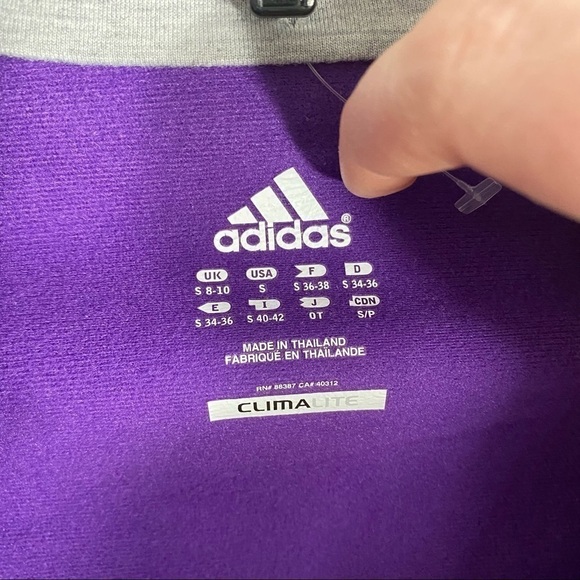 adidas®
UK USA F D
S 8-10 S S 36-38 S 34-36
E I J CDN
S 34-36 S 40-42 OT S/P
MADE IN THAILAND
FABRIQUÉ EN THAÏLANDE
RN# 88387 CA# 40312
CLIMALITE